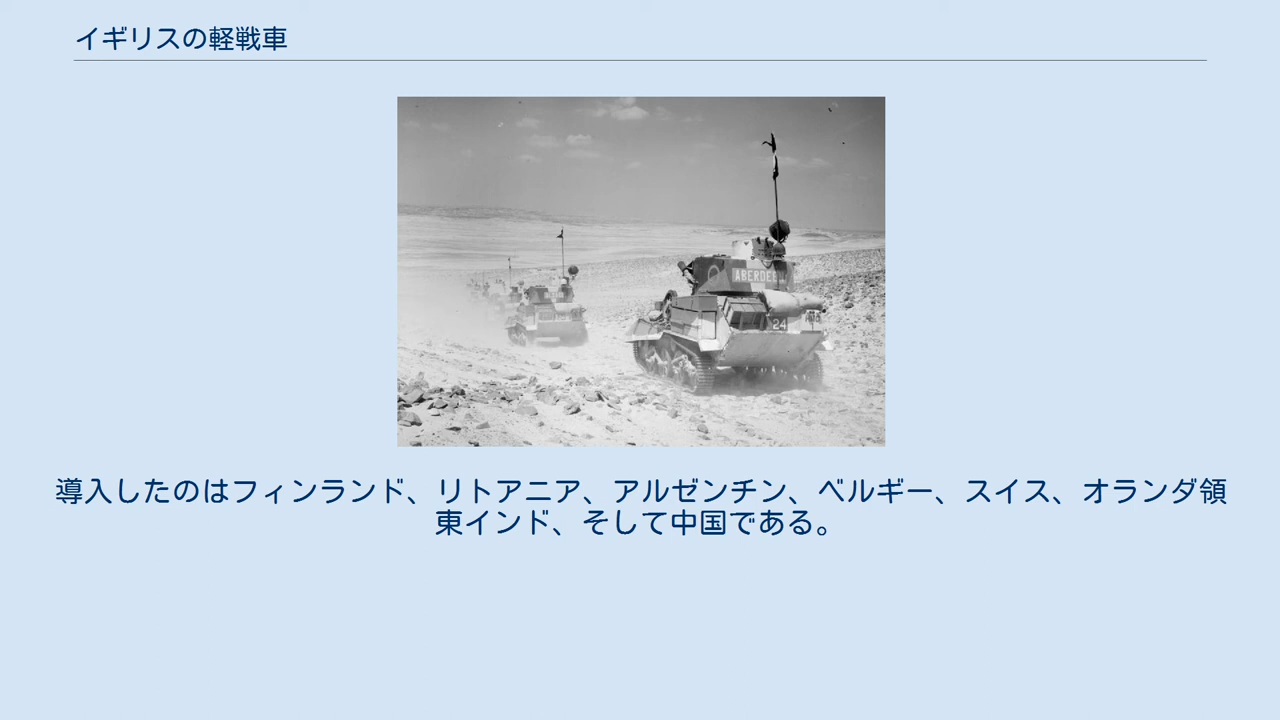 イギリスの軽戦車
ABERDEE
24
導入したのはフィンランド、リトアニア、アルゼンチン、ベルギー、スイス、オランダ領
東インド、そして中国である。